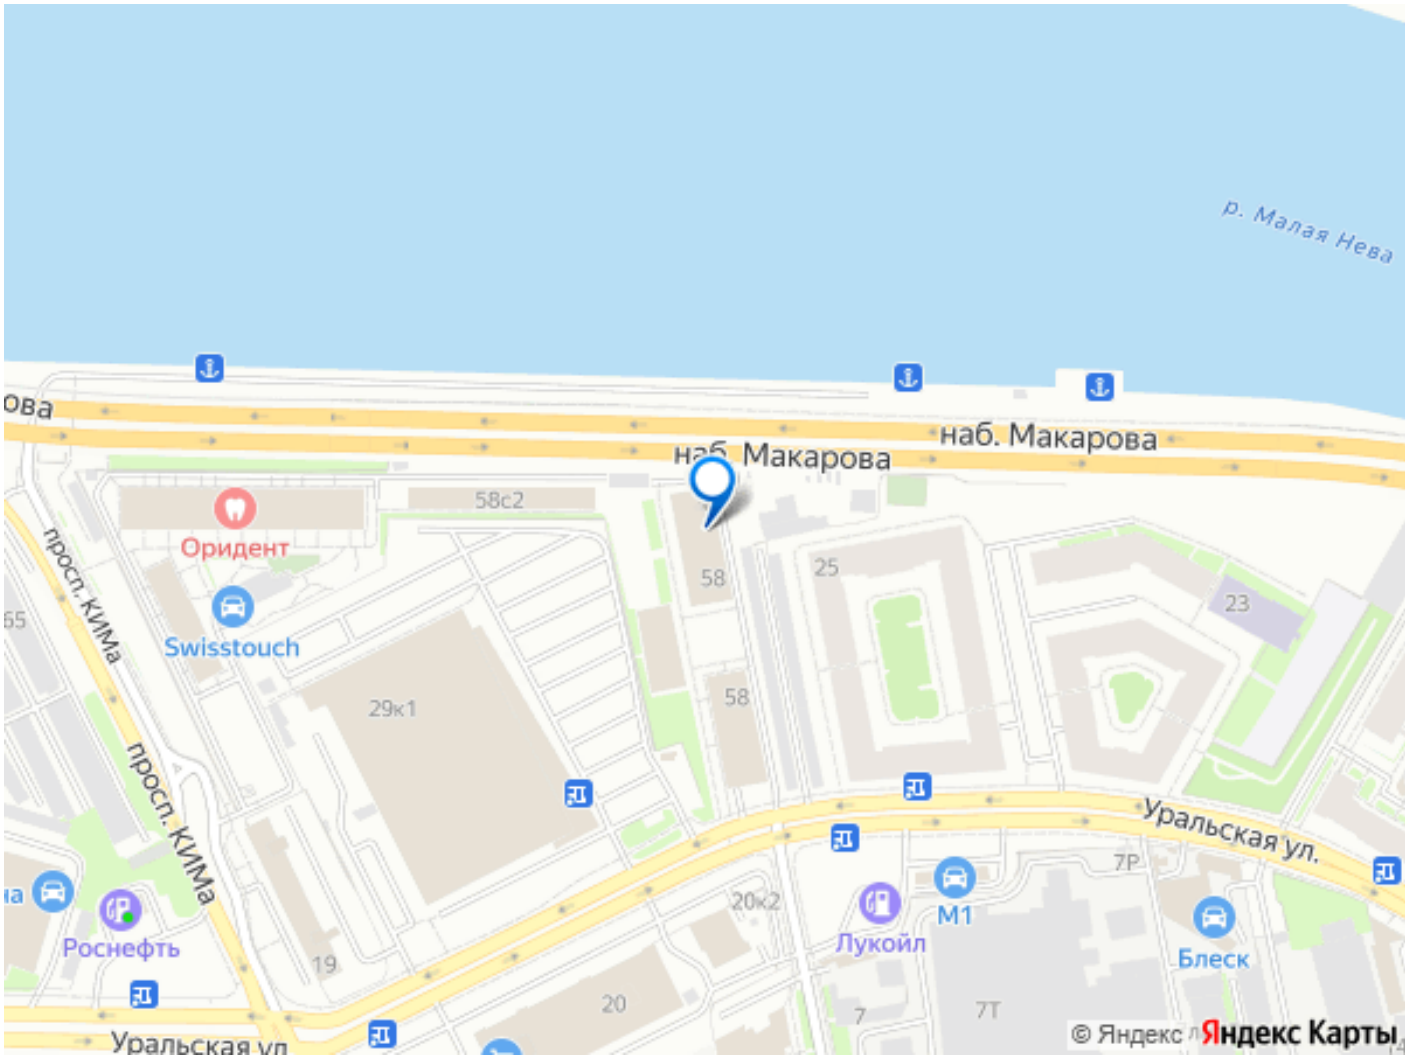 р. Малая Нева
ова
наб. Макарова
наб. Макарова
58с2
Оридент
просп. КИМа
58
25
23
65
Swisstouch
29к1
58
просп. КИМа
Уральская ул.
7Р
20к2
М1
Лукойл
на
Роснефть
Блеск
19
20
7
7Т
Уральская ул
© Яндекс
Яндекс Карты